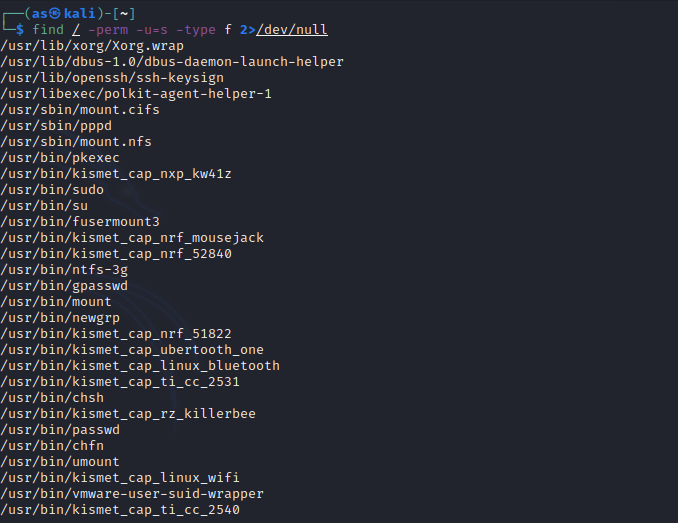 ┌──(as㉿kali)-[~]
└─$ find / -perm -u=s -type f 2>/dev/null
/usr/lib/xorg/Xorg.wrap
/usr/lib/dbus-1.0/dbus-daemon-launch-helper
/usr/lib/openssh/ssh-keysign
/usr/libexec/polkit-agent-helper-1
/usr/sbin/mount.cifs
/usr/sbin/pppd
/usr/sbin/mount.nfs
/usr/bin/pkexec
/usr/bin/kismet_cap_nxp_kw41z
/usr/bin/sudo
/usr/bin/su
/usr/bin/fusermount3
/usr/bin/kismet_cap_nrf_mousejack
/usr/bin/kismet_cap_nrf_52840
/usr/bin/ntfs-3g
/usr/bin/gpasswd
/usr/bin/mount
/usr/bin/newgrp
/usr/bin/kismet_cap_nrf_51822
/usr/bin/kismet_cap_ubertooth_one
/usr/bin/kismet_cap_linux_bluetooth
/usr/bin/kismet_cap_ti_cc_2531
/usr/bin/chsh
/usr/bin/kismet_cap_rz_killerbee
/usr/bin/passwd
/usr/bin/chfn
/usr/bin/umount
/usr/bin/kismet_cap_linux_wifi
/usr/bin/vmware-user-suid-wrapper
/usr/bin/kismet_cap_ti_cc_2540